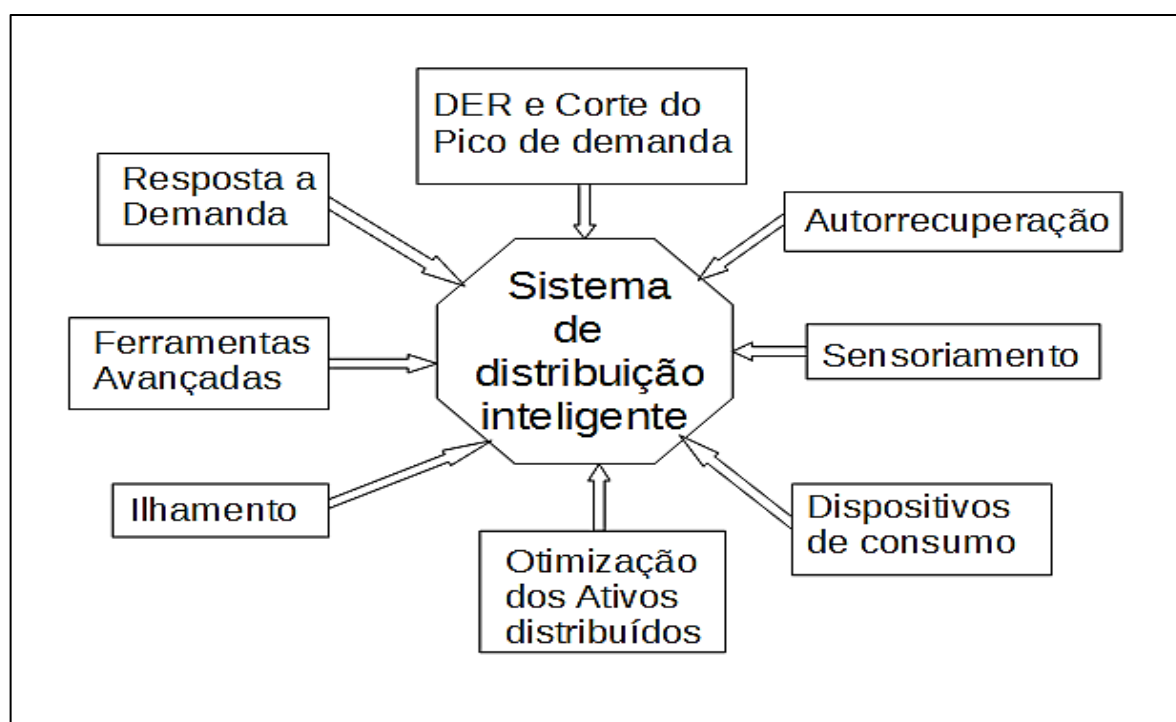 DER e Corte do
Pico de demanda
Resposta a
Demanda
Autorrecuperação
Sistema
de
distribuição
inteligente
Ferramentas
Avançadas
Sensoriamento
Ilhamento
Dispositivos
de consumo
Otimização
dos Ativos
distribuídos